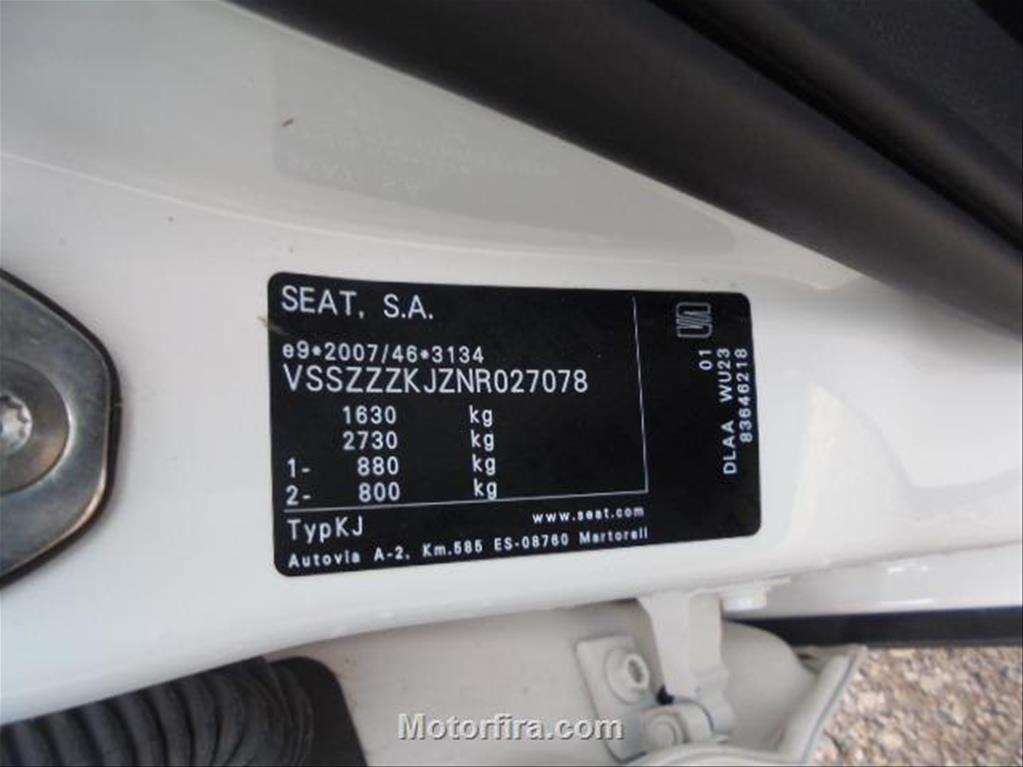 SEAT, S.A.
e9*2007/46*3134
VSSZZZKJZNR027078
1630 kg
2730 kg
1- 880 kg
2- 800 kg
TypKJ www.seat.com
Autovia A-2, Km.585 ES-08760 Martorell
01
DLAA WU23
83646218
Motorfira.com